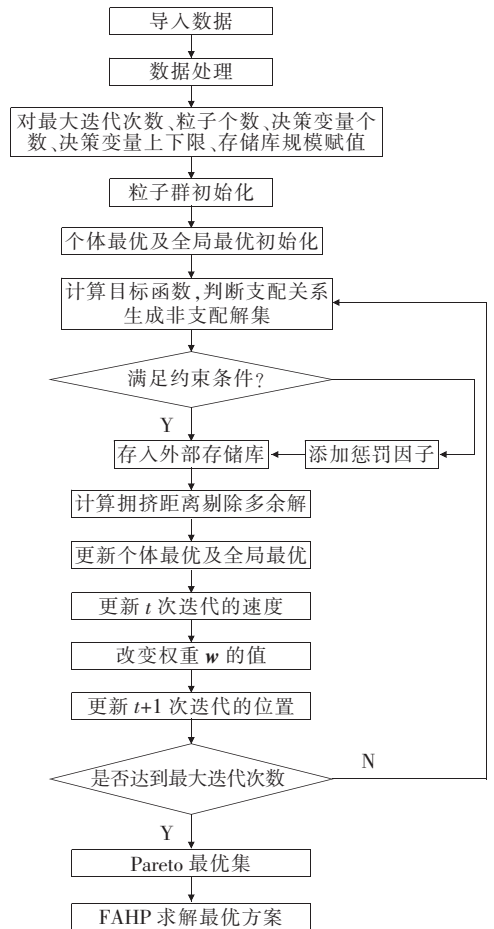 导入数据
数据处理
对最大迭代次数、粒子个数、决策变量个
数、决策变量上下限、存储库规模赋值
粒子群初始化
个体最优及全局最优初始化
计算目标函数,判断支配关系
生成非支配解集
满足约束条件?
Y
存入外部存储库
添加惩罚因子
计算拥挤距离剔除多余解
更新个体最优及全局最优
更新 t 次迭代的速度
改变权重 w 的值
更新 t+1 次迭代的位置
是否达到最大迭代次数
N
Y
Pareto 最优集
FAHP 求解最优方案